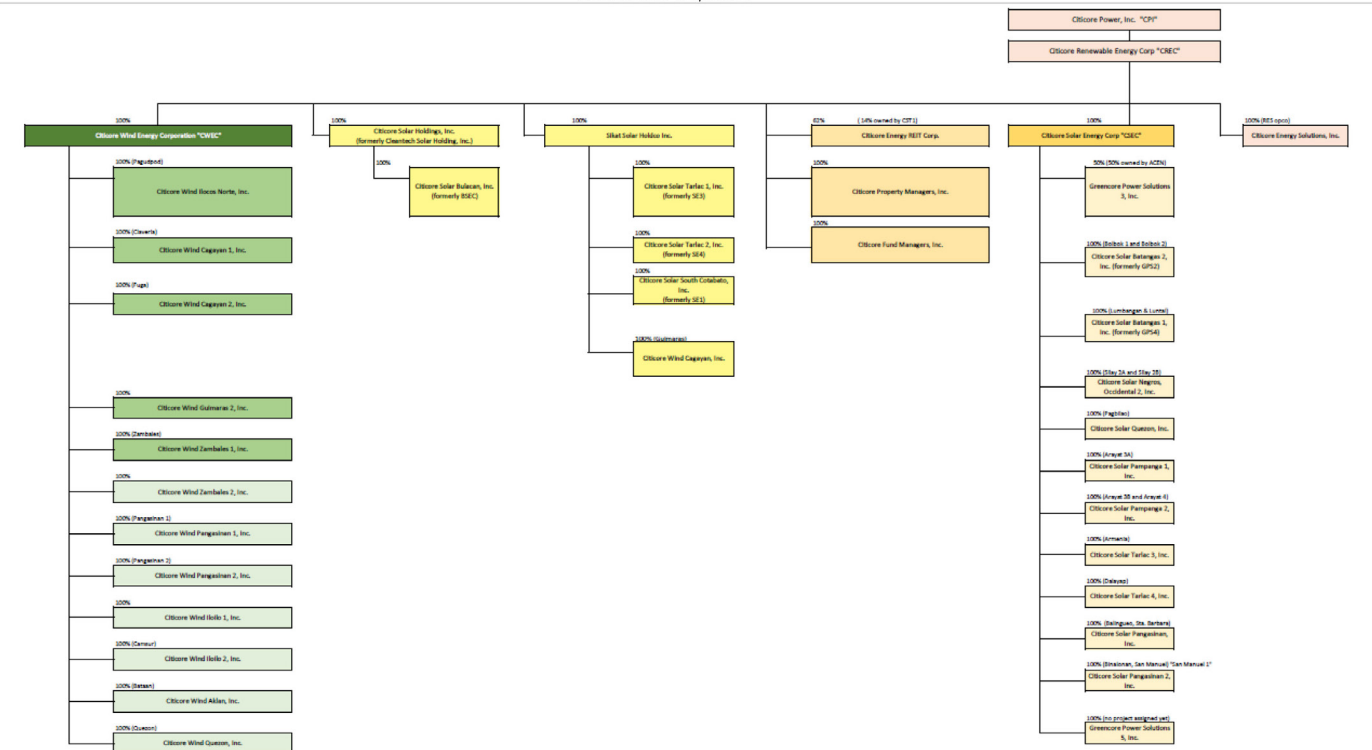 Citicore Power, Inc. "CPI"
Citicore Renewable Energy Corp "CREC"
100%
Citicore Wind Energy Corporation "CWEC"
100% (Pagudpod)
Citicore Wind Ilocos Norte, Inc.
100% (Claveria)
Citicore Wind Cagayan 1, Inc.
100% (Fuga)
Citicore Wind Cagayan 2, Inc.
100%
Citicore Wind Guimaras 2, Inc.
100% (Zambales)
Citicore Wind Zambales 1, Inc.
100%
Citicore Wind Zambales 2, Inc.
100% (Pangasinan 1)
Citicore Wind Pangasinan 1, Inc.
100% (Pangasinan 2)
Citicore Wind Pangasinan 2, Inc.
100%
Citicore Wind Iloilo 1, Inc.
100% (Camsur)
Citicore Wind Iloilo 2, Inc.
100% (Bataan)
Citicore Wind Aklan, Inc.
100% (Quezon)
Citicore Wind Quezon, Inc.
100%
Citicore Solar Holdings, Inc.
(formerly Cleantech Solar Holding, Inc.)
100%
Citicore Solar Bulacan, Inc.
(formerly BSEC)
100%
Sikat Solar Holdco Inc.
100%
Citicore Solar Tarlac 1, Inc.
(formerly SE3)
100%
Citicore Solar Tarlac 2, Inc.
(formerly SE4)
100%
Citicore Solar South Cotabato,
Inc.
(formerly SE1)
100% (Guimaras)
Citicore Wind Cagayan, Inc.
62% ( 14% owned by CST1)
Citicore Energy REIT Corp.
100%
Citicore Property Managers, Inc.
100%
Citicore Fund Managers, Inc.
100%
Citicore Solar Energy Corp "CSEC"
50% (50% owned by ACEN)
Greencore Power Solutions
3, Inc.
100% (Bolbok 1 and Bolbok 2)
Citicore Solar Batangas 2,
Inc. (formerly GPS2)
100% (Lumbangan & Luntal)
Citicore Solar Batangas 1,
Inc. (formerly GPS4)
100% (Silay 2A and Silay 2B)
Citicore Solar Negros,
Occidental 2, Inc.
100% (Pagbilao)
Citicore Solar Quezon, Inc.
100% (Arayat 3A)
Citicore Solar Pampanga 1,
Inc.
100% (Arayat 3B and Arayat 4)
Citicore Solar Pampanga 2,
Inc.
100% (Armenia)
Citicore Solar Tarlac 3, Inc.
100% (Dalayap)
Citicore Solar Tarlac 4, Inc.
100% (Balinguen, Sta. Barbara)
Citicore Solar Pangasinan,
Inc.
100% (Binalonan, San Manuel) "San Manuel 1"
Citicore Solar Pangasinan 2,
Inc.
100% (no project assigned yet)
Greencore Power Solutions
5, Inc.
100% (RES opco)
Citicore Energy Solutions, Inc.